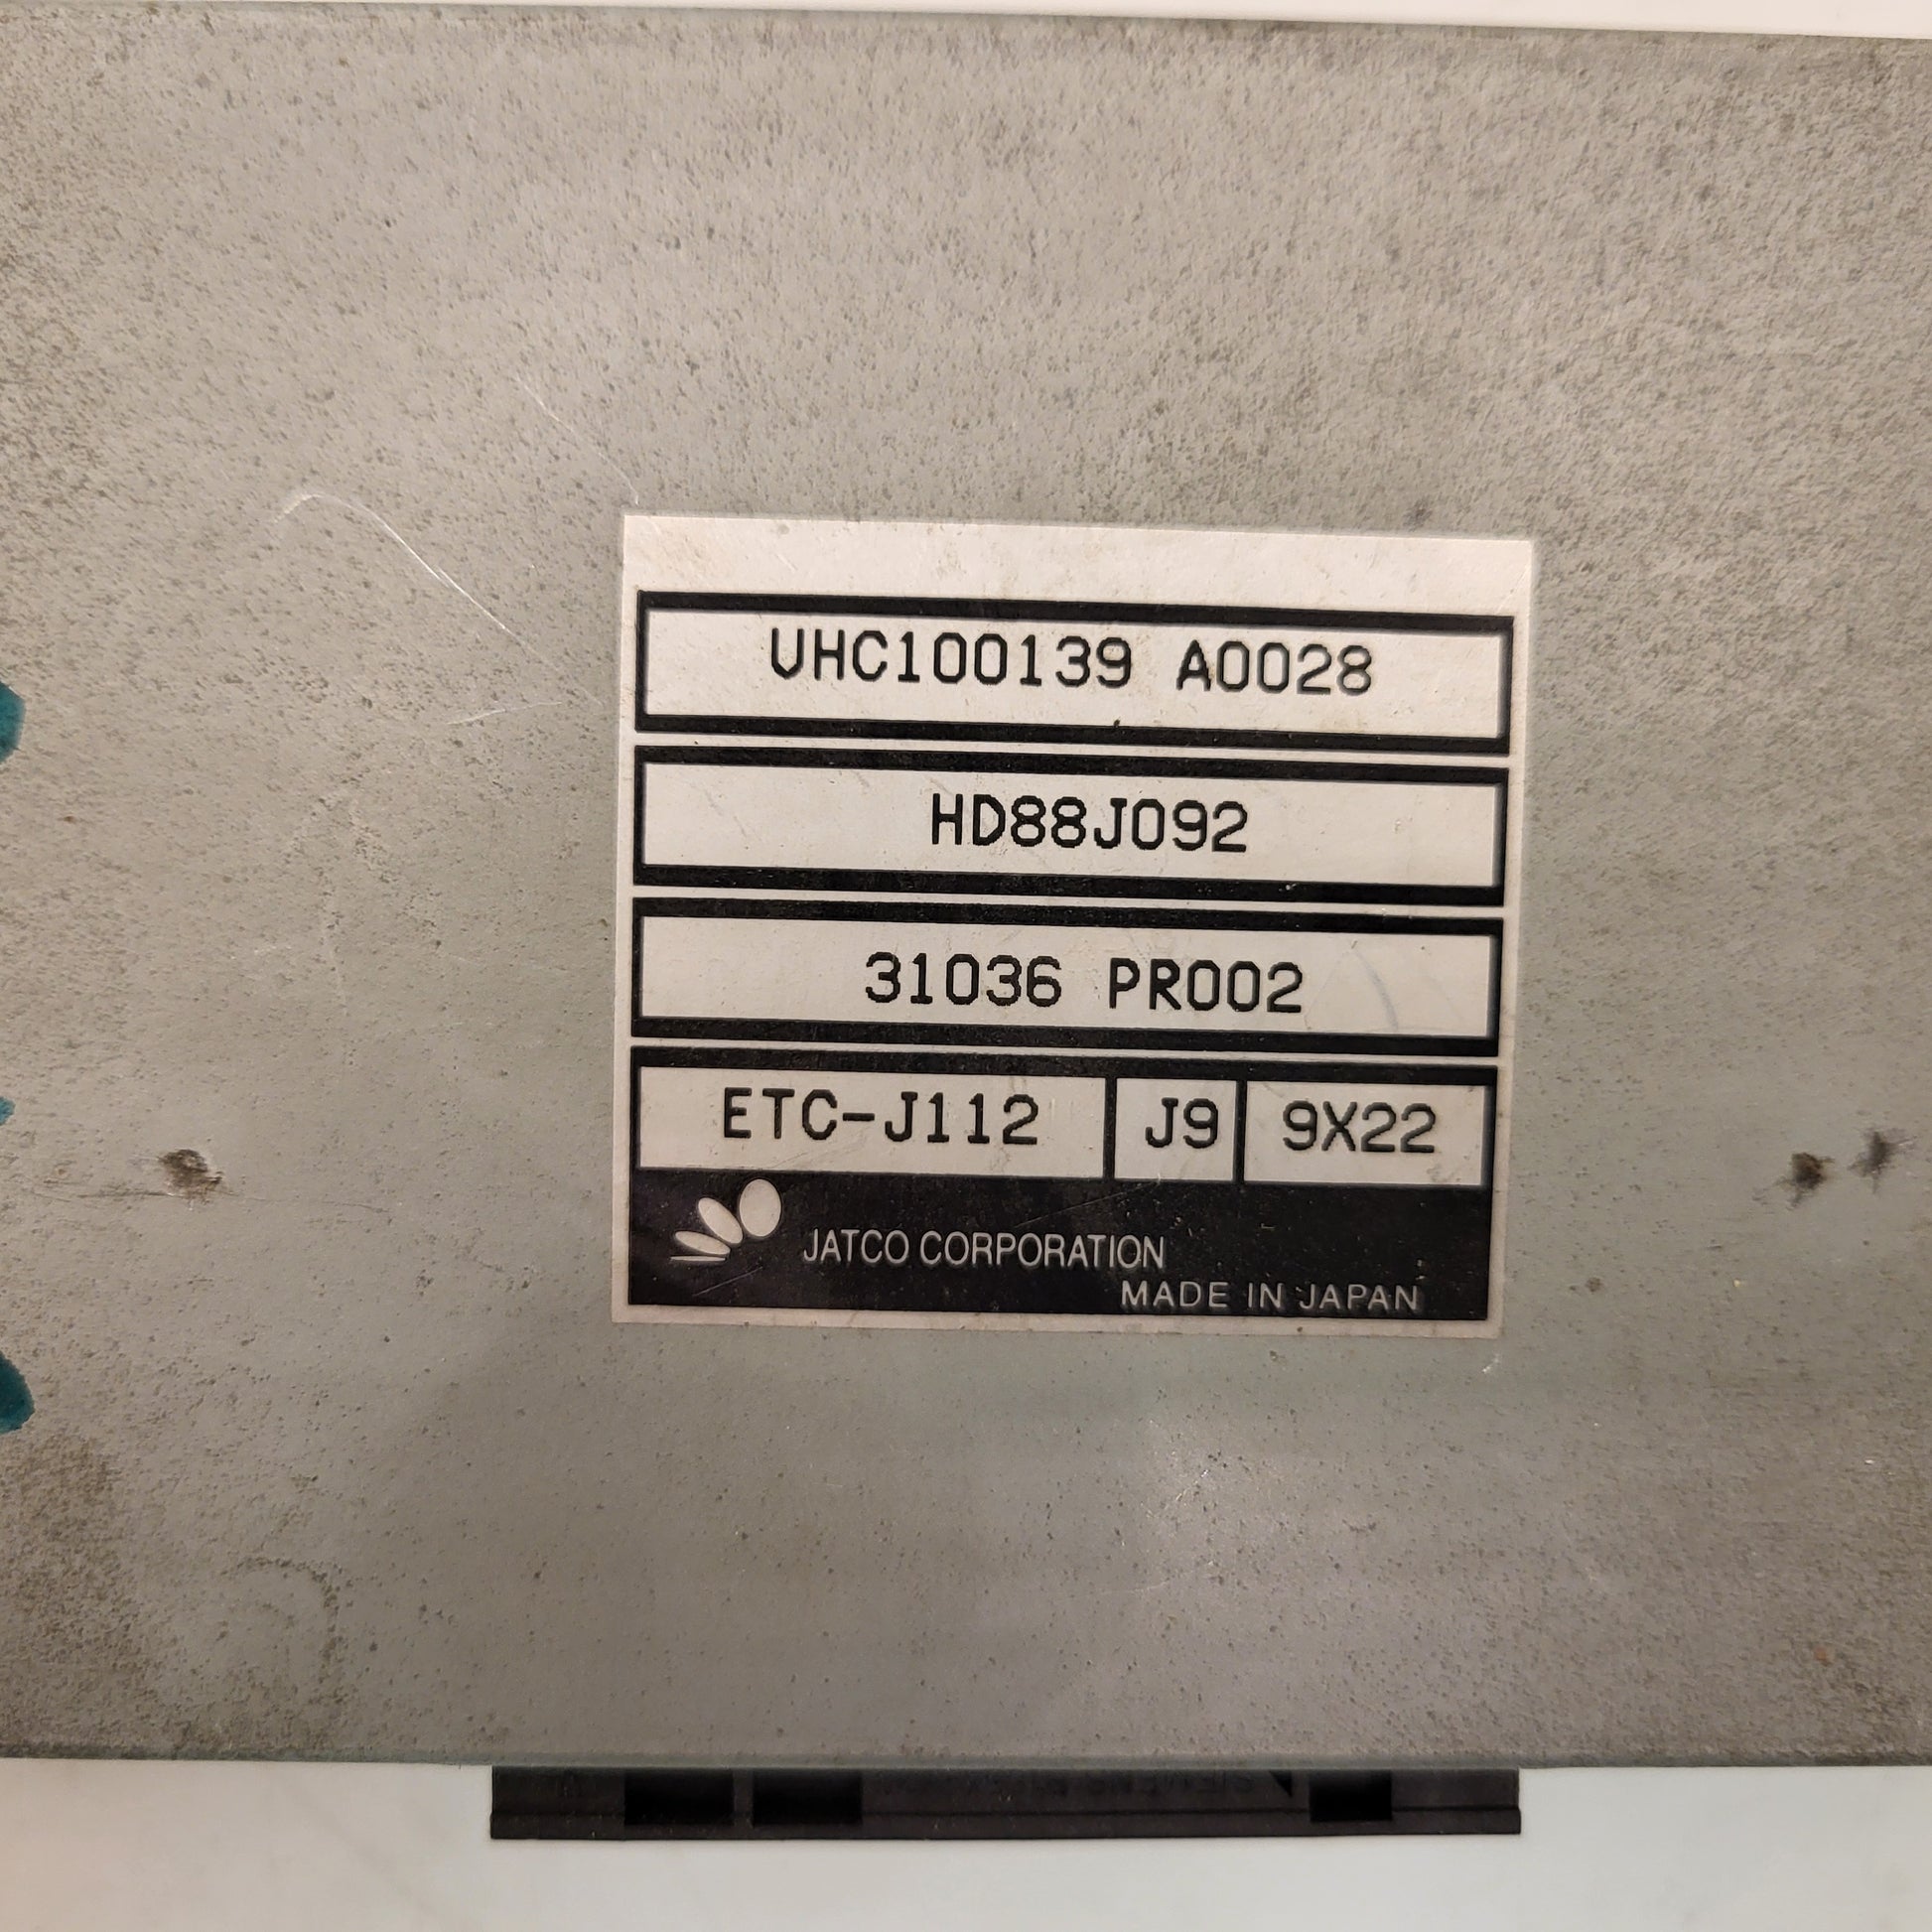 VHC100139 A0028
HD88J092
31036 PR002
ETC-J112 J9 9X22
JATCO CORPORATION
MADE IN JAPAN